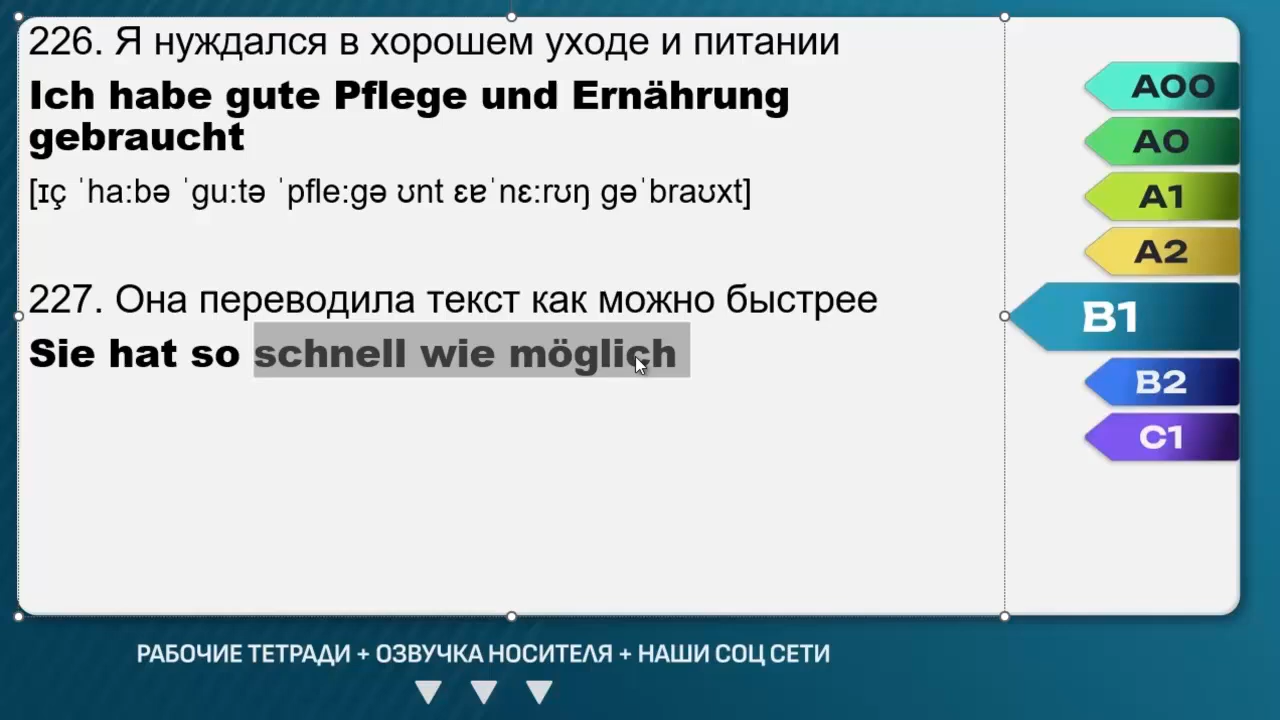 226. Я нуждался в хорошем уходе и питании
Ich habe gute Pflege und Ernährung
gebraucht
[ɪç ˈha:bə ˈgu:tə ˈpfle:gə ʊnt ɛɐˈnɛ:rʊŋ gəˈbraʊxt]
227. Она переводила текст как можно быстрее
Sie hat so schnell wie möglich
A00
A0
A1
A2
B1
B2
C1
РАБОЧИЕ ТЕТРАДИ + ОЗВУЧКА НОСИТЕЛЯ + НАШИ СОЦ СЕТИ